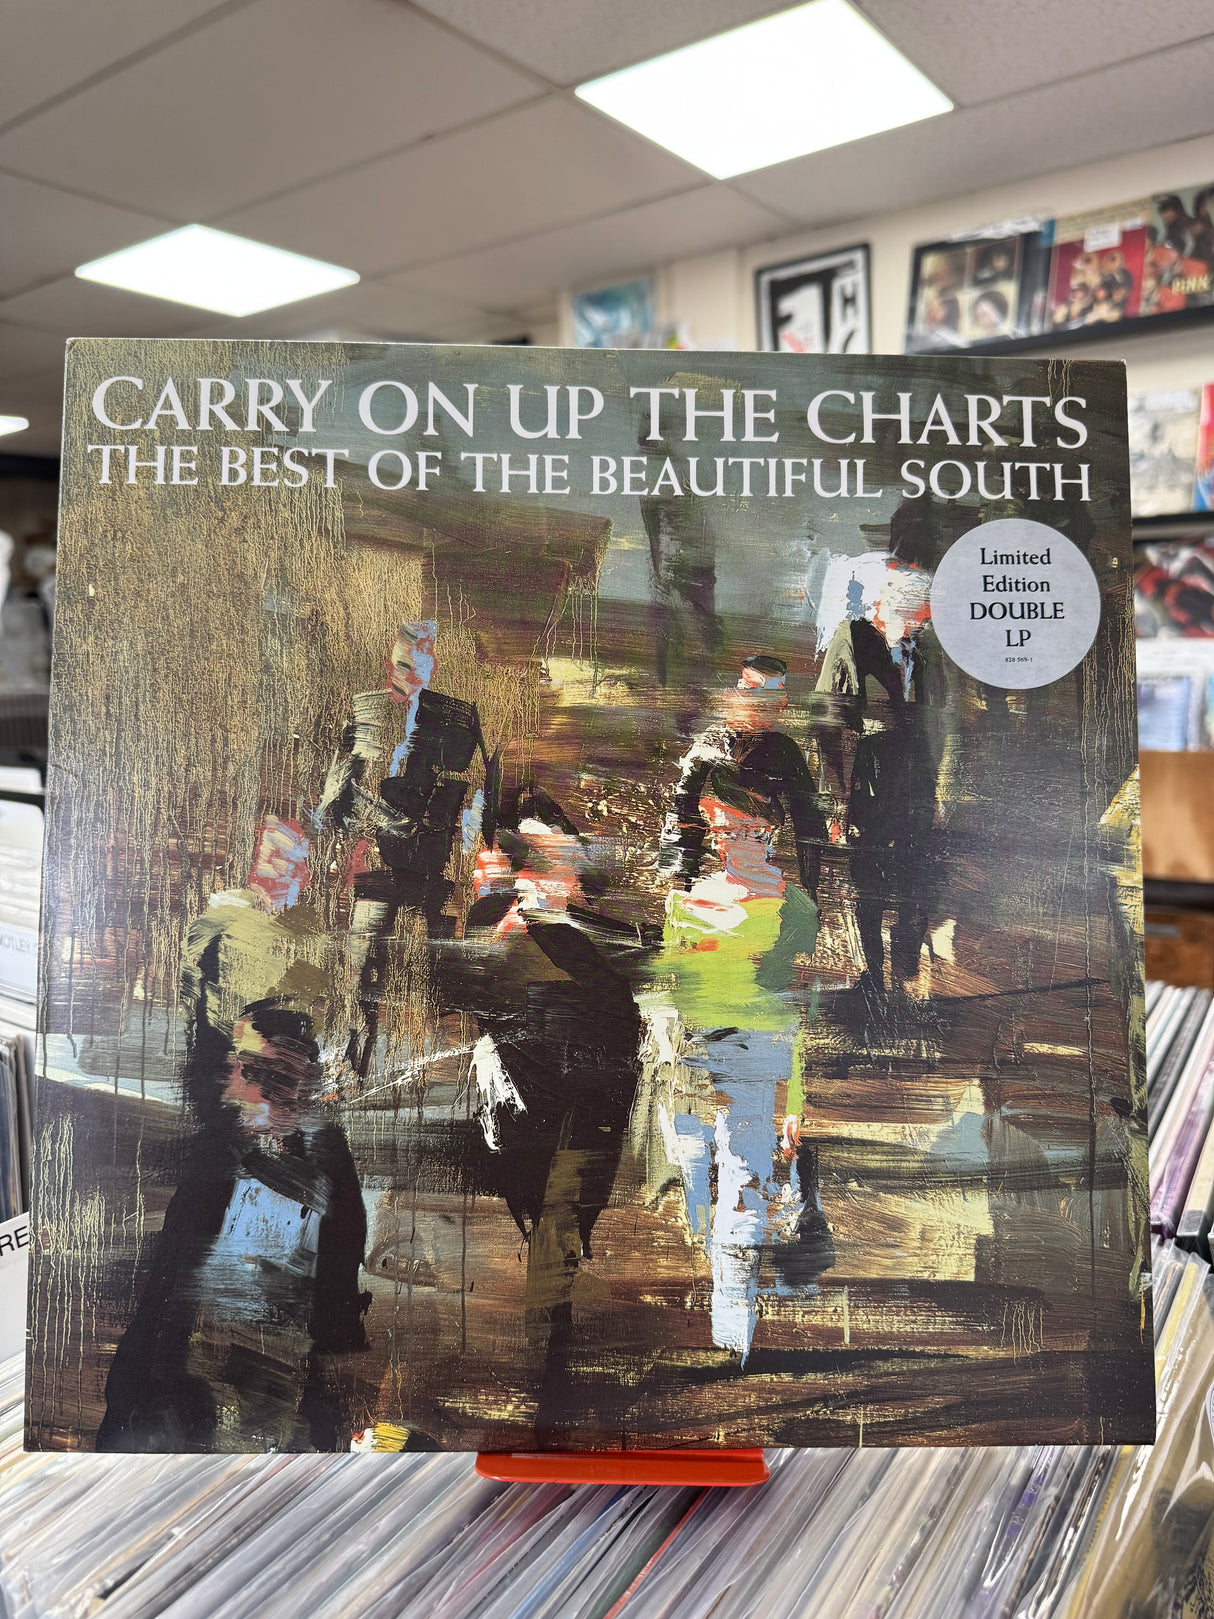 CARRY ON UP THE CHARTS
THE BEST OF THE BEAUTIFUL SOUTH
Limited
Edition
DOUBLE
LP
828 569-1